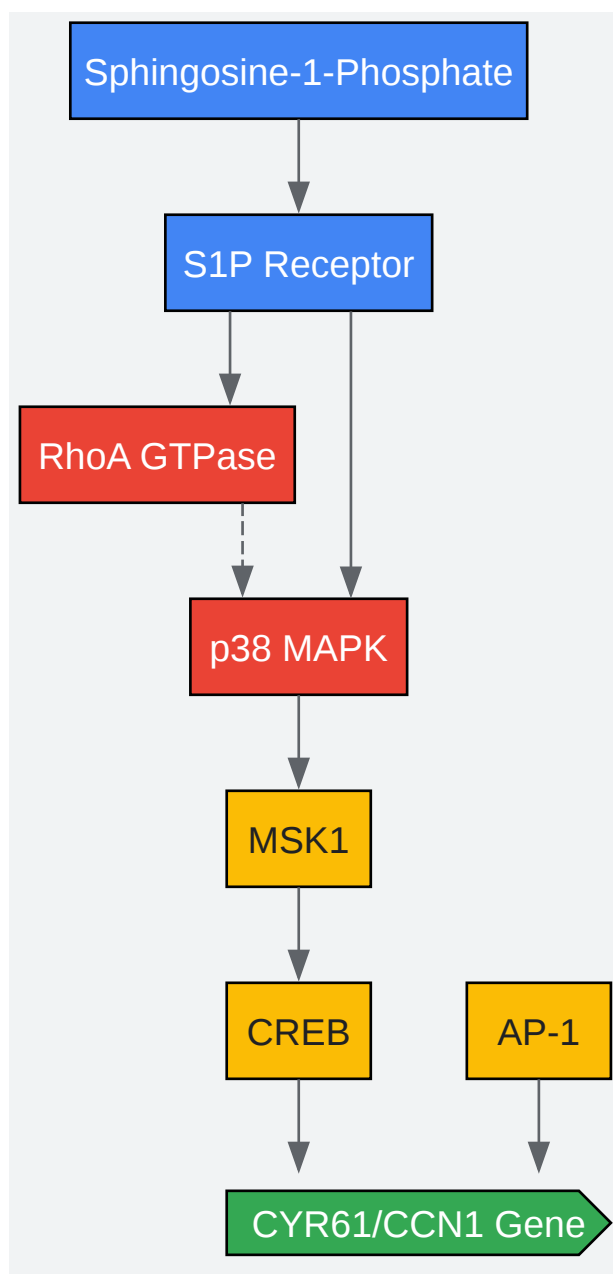 Sphingosine-1-Phosphate
S1P Receptor
RhoA GTPase
p38 MAPK
MSK1
CREB
AP-1
CYR61/CCN1 Gene